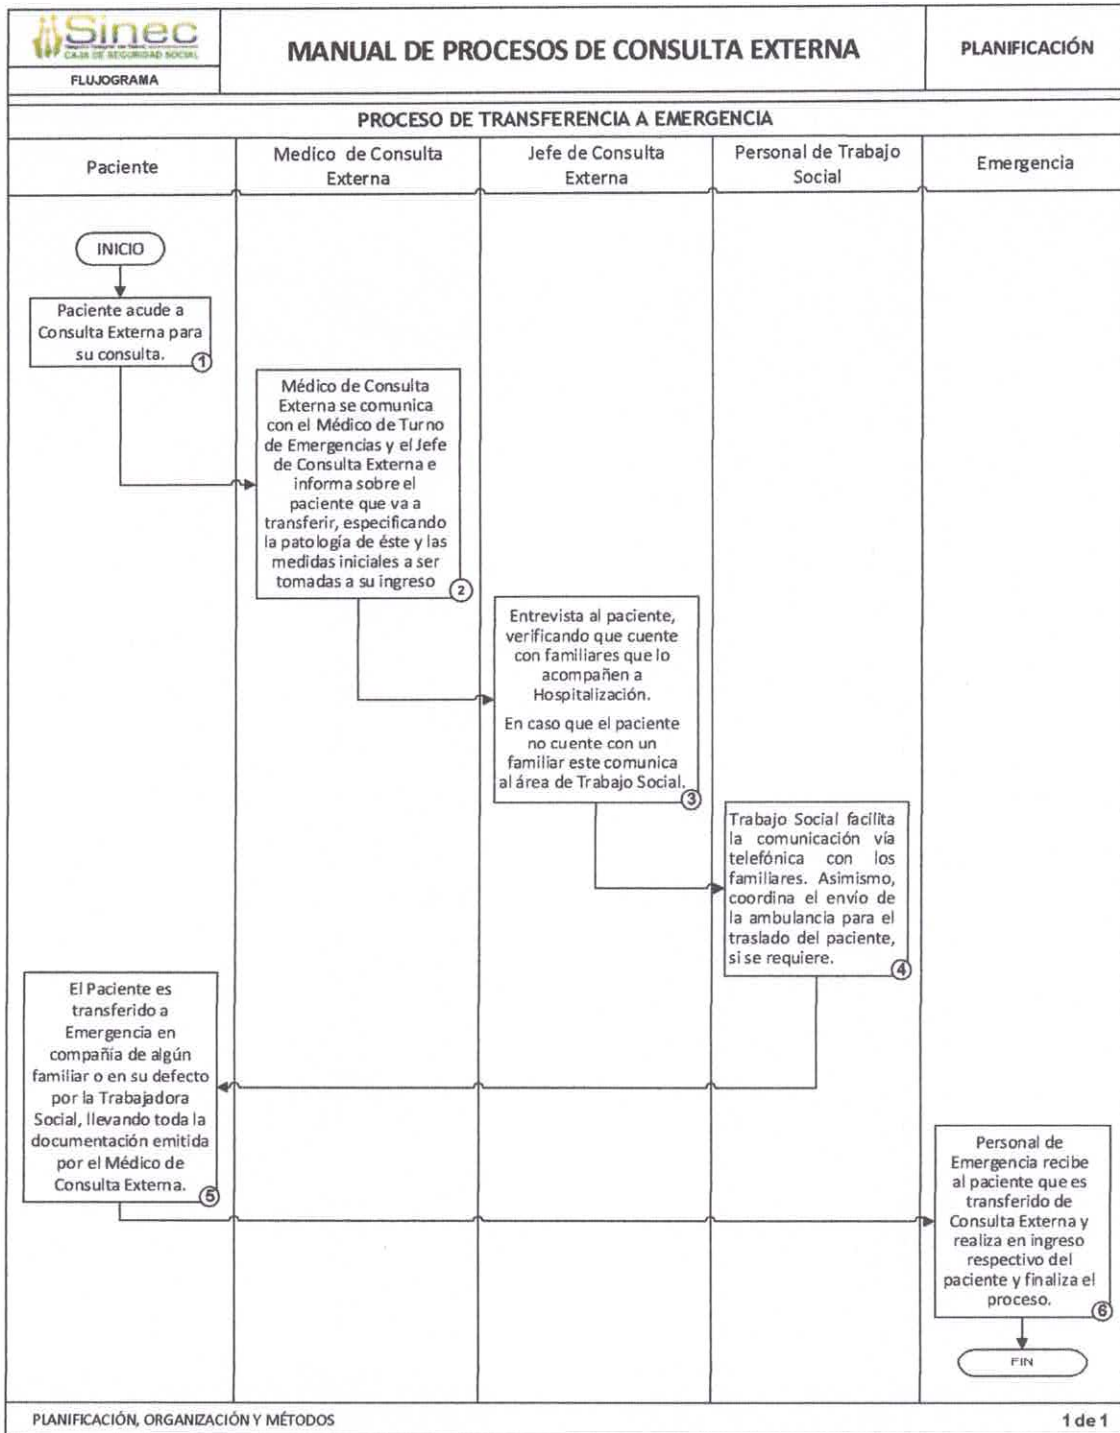 Sinec
CAJA DE SEGURIDAD SOCIAL
FLUJOGRAMA
MANUAL DE PROCESOS DE CONSULTA EXTERNA
PLANIFICACIÓN
PROCESO DE TRANSFERENCIA A EMERGENCIA
Paciente
Medico de Consulta
Externa
Jefe de Consulta
Externa
Personal de Trabajo
Social
Emergencia
INICIO
Paciente acude a
Consulta Externa para
su consulta.
1
Médico de Consulta
Externa se comunica
con el Médico de Turno
de Emergencias y el Jefe
de Consulta Externa e
informa sobre el
paciente que va a
transferir, especificando
la patología de éste y las
medidas iniciales a ser
tomadas a su ingreso
2
Entrevista al paciente,
verificando que cuente
con familiares que lo
acompañen a
Hospitalización.
En caso que el paciente
no cuente con un
familiar este comunica
al área de Trabajo Social.
3
Trabajo Social facilita
la comunicación vía
telefónica con los
familiares. Asimismo,
coordina el envío de
la ambulancia para el
traslado del paciente,
si se requiere.
4
El Paciente es
transferido a
Emergencia en
compañía de algún
familiar o en su defecto
por la Trabajadora
Social, llevando toda la
documentación emitida
por el Médico de
Consulta Externa.
5
Personal de
Emergencia recibe
al paciente que es
transferido de
Consulta Externa y
realiza en ingreso
respectivo del
paciente y finaliza el
proceso.
6
FIN
PLANIFICACIÓN, ORGANIZACIÓN Y MÉTODOS
1 de 1